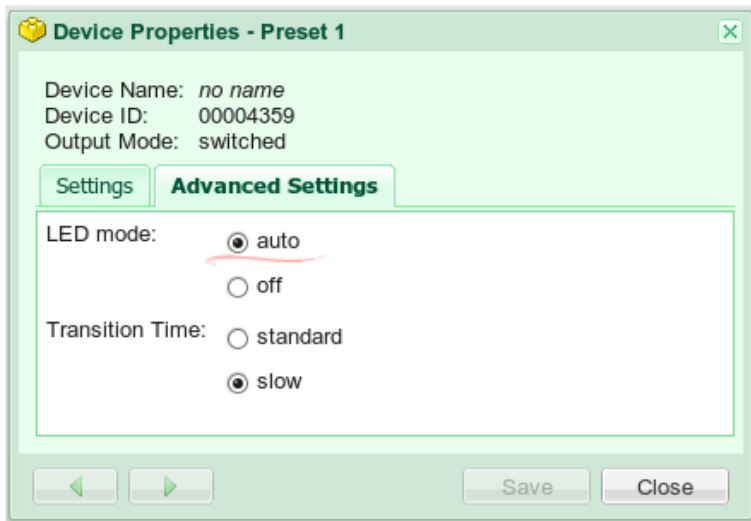 Device Properties - Preset 1
Device Name: no name
Device ID: 00004359
Output Mode: switched
Settings Advanced Settings
LED mode: auto
off
Transition Time: standard
slow
Save Close